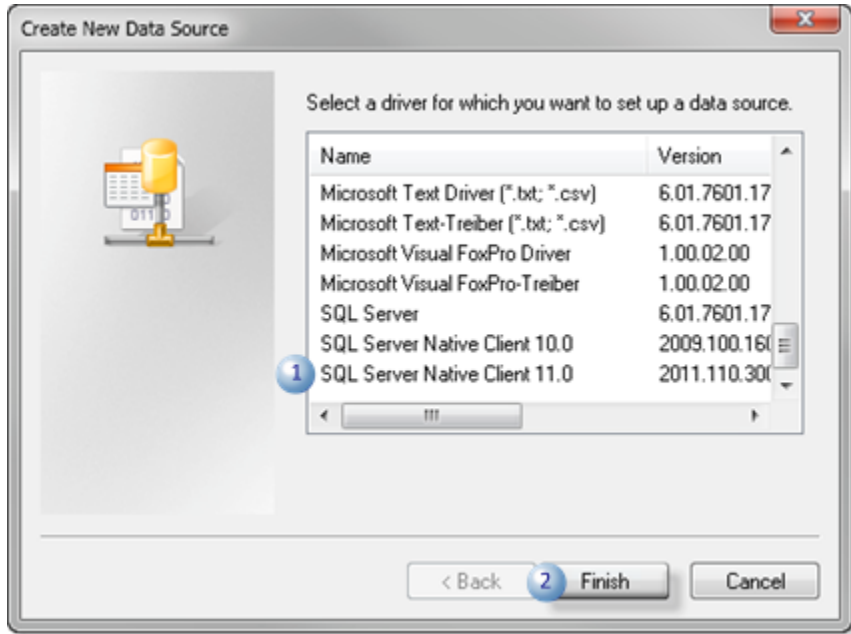 Create New Data Source
Select a driver for which you want to set up a data source.
Name Version
Microsoft Text Driver (*.txt; *.csv) 6.01.7601.17
Microsoft Text-Treiber (*.txt; *.csv) 6.01.7601.17
Microsoft Visual FoxPro Driver 1.00.02.00
Microsoft Visual FoxPro-Treiber 1.00.02.00
SQL Server 6.01.7601.17
SQL Server Native Client 10.0 2009.100.160
1 SQL Server Native Client 11.0 2011.110.300
< Back 2 Finish Cancel